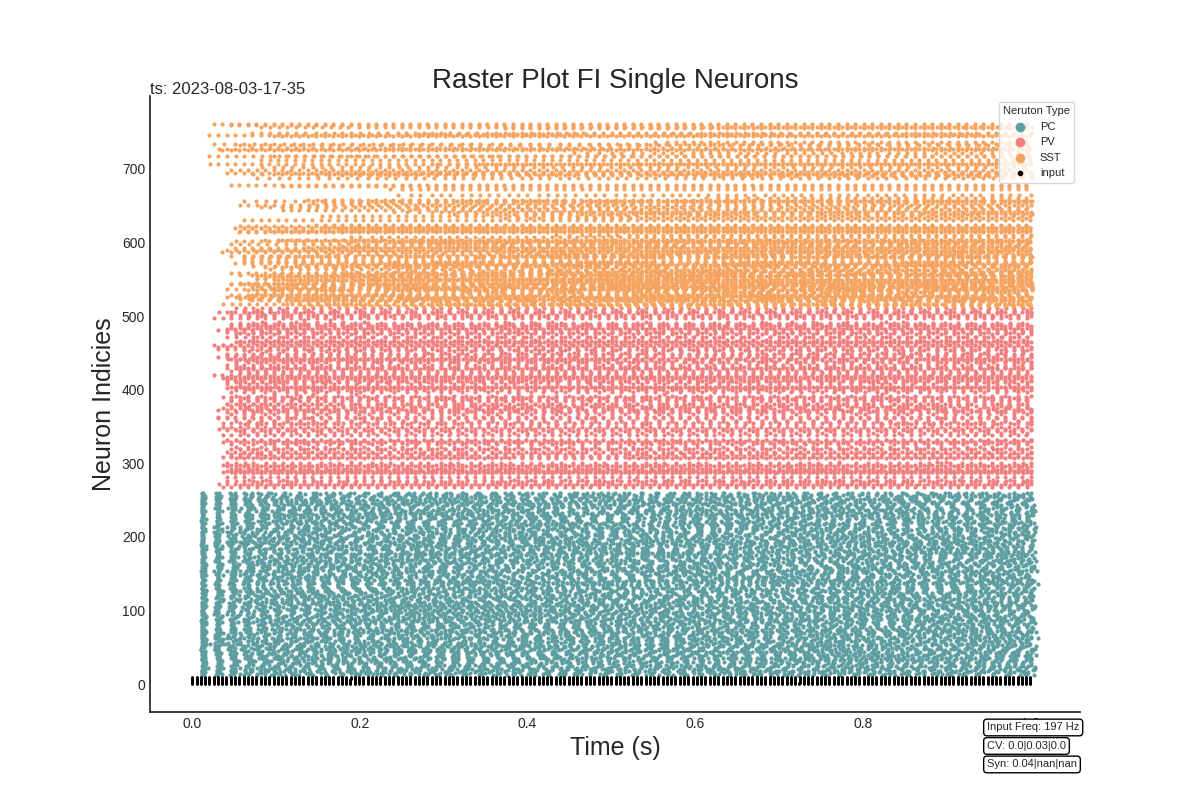 Raster Plot FI Single Neurons
ts: 2023-08-03-17-35
Neruton Type
PC
PV
SST
input
Neuron Indicies
700
600
500
400
300
200
100
0
0.0 0.2 0.4 0.6 0.8
Time (s)
Input Freq: 197 Hz
CV: 0.0|0.03|0.0
Syn: 0.04|nan|nan